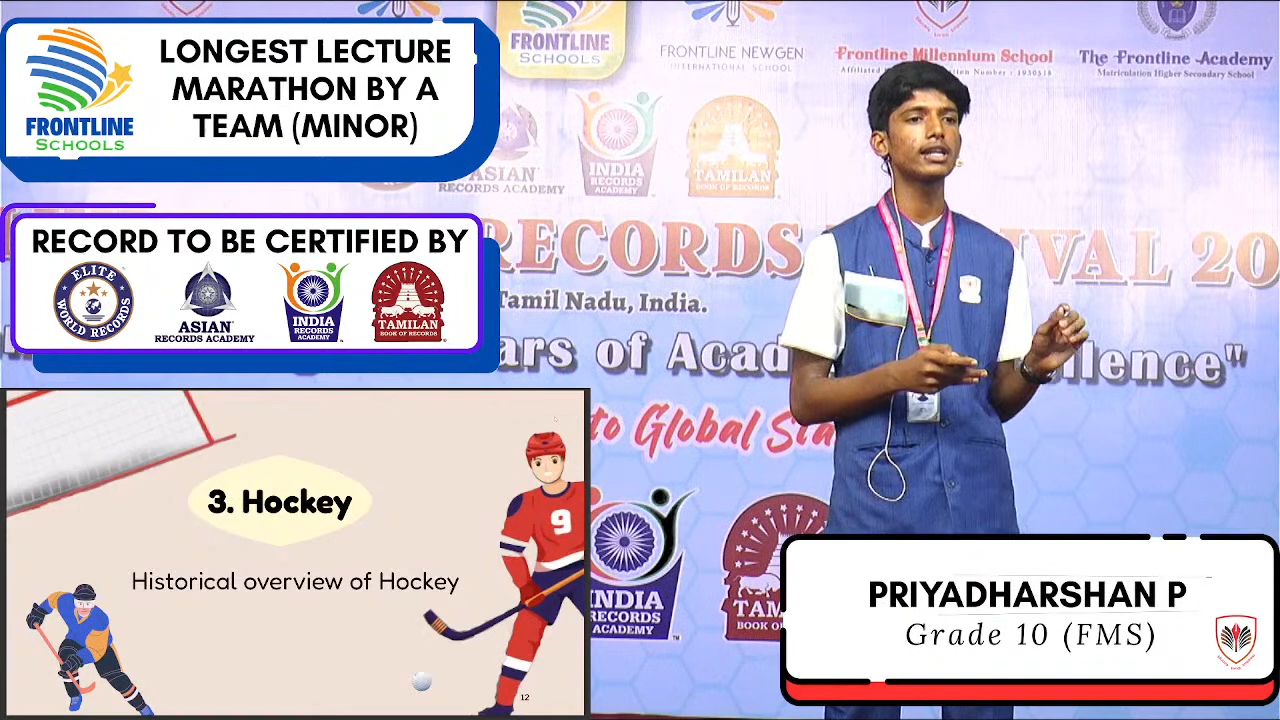 FRONTLINE
SCHOOLS
LONGEST LECTURE
MARATHON BY A
TEAM (MINOR)
RECORD TO BE CERTIFIED BY
ELITE
WORLD RECORDS
ASIAN
RECORDS ACADEMY
INDIA
RECORDS
ACADEMY
TAMILAN
BOOK OF RECORDS
FRONTLINE
SCHOOLS
FRONTLINE NEWGEN
INTERNATIONAL SCHOOL
Frontline Millennium School
The Frontline Academy
Matriculation Higher Secondary School
ASIAN
RECORDS ACADEMY
INDIA
RECORDS
ACADEMY
TAMILAN
BOOK OF RECORDS
RECORDS
VAL 20
Tamil Nadu, India.
ars of Acad
llence"
to Global Sta
3. Hockey
Historical overview of Hockey
9
12
INDIA
RECORDS
ACADEMY
TAM
BOOK O
PRIYADHARSHAN P
Grade 10 (FMS)